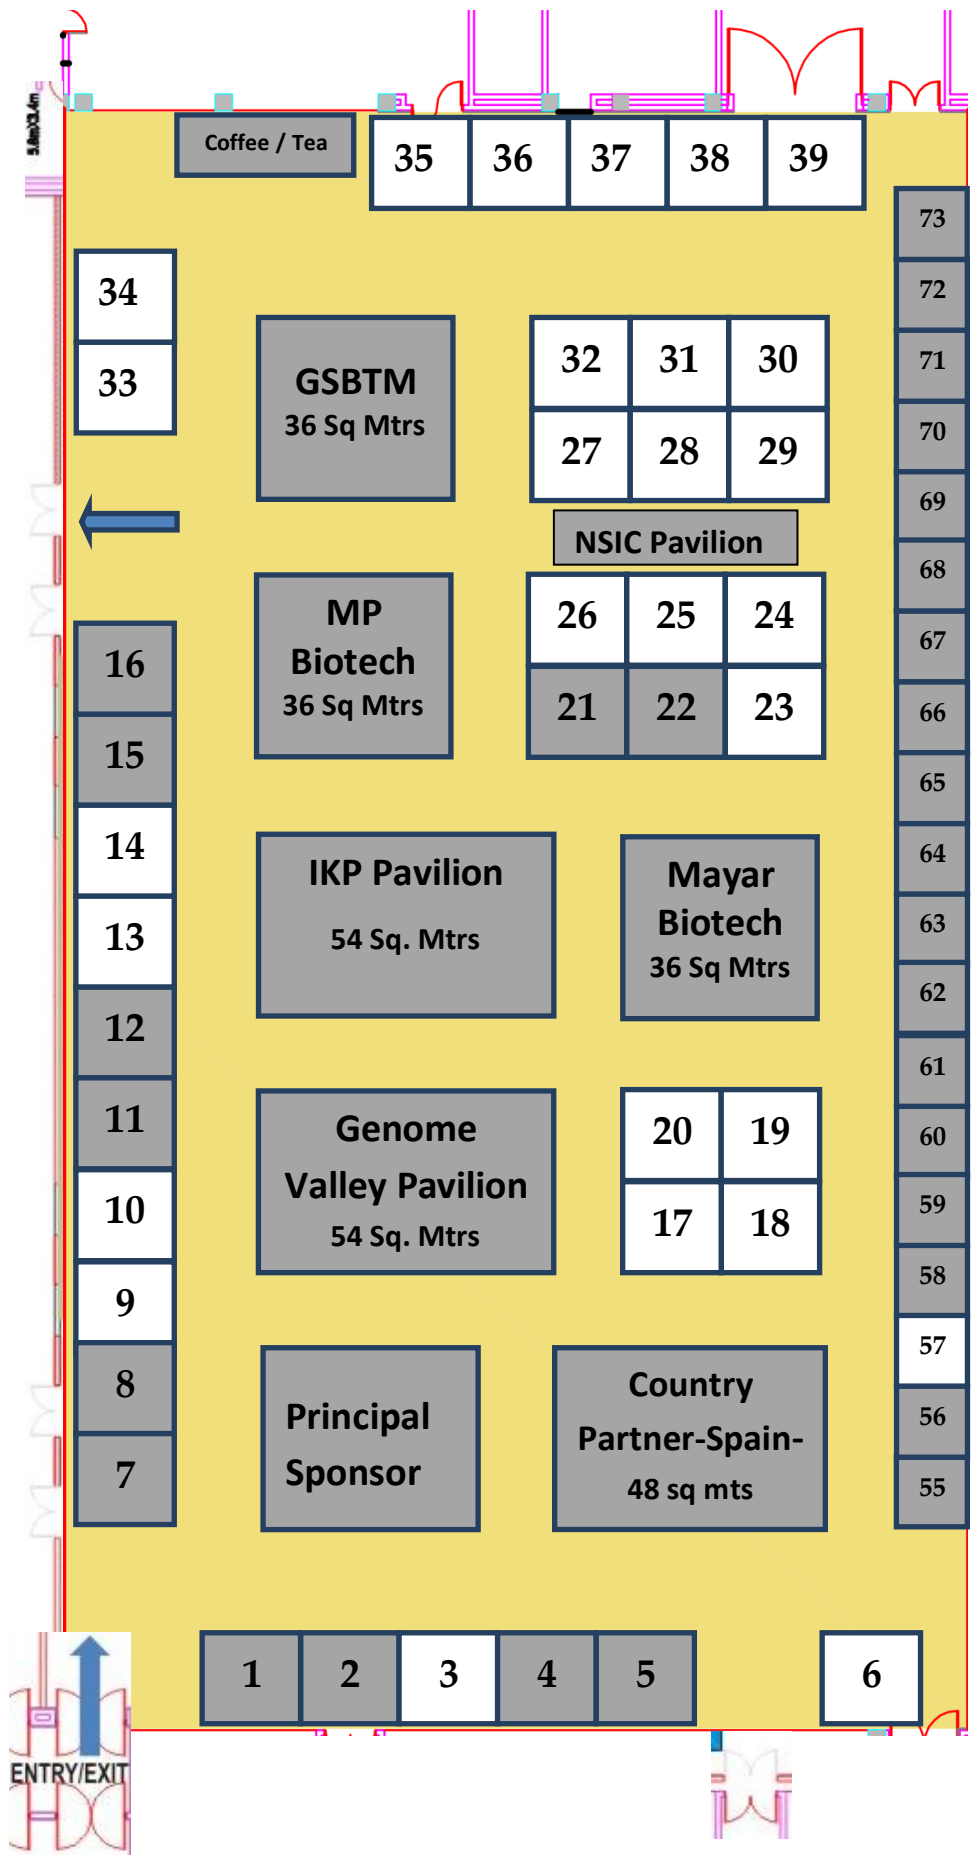 5.8mX3.4m
Coffee / Tea
35 36 37 38 39
73
34
72
32 31 30
71
GSBTM
36 Sq Mtrs
33
70
27 28 29
69
NSIC Pavilion
68
MP
Biotech
36 Sq Mtrs
26 25 24
67
16
21 22 23
66
15
65
14
IKP Pavilion
54 Sq. Mtrs
Mayar
Biotech
36 Sq Mtrs
64
13
63
12
62
61
11
Genome
Valley Pavilion
54 Sq. Mtrs
20 19
60
10
17 18
59
9
58
57
8
Principal
Sponsor
Country
Partner-Spain-
48 sq mts
56
7
55
1 2 3 4 5 6
ENTRY/EXIT